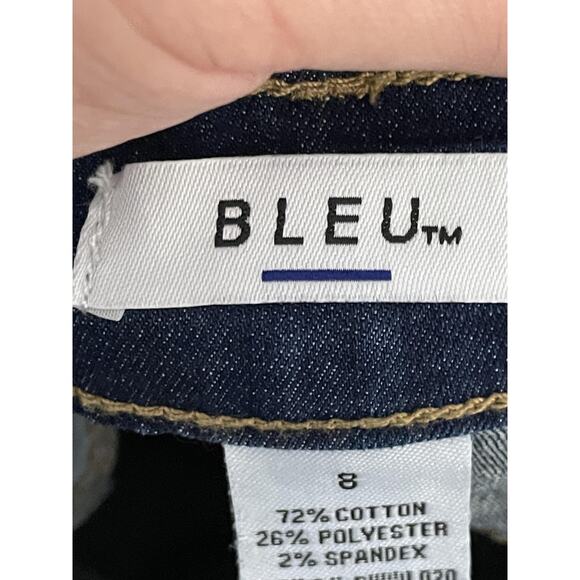 BLEU™
8
72% COTTON
26% POLYESTER
2% SPANDEX